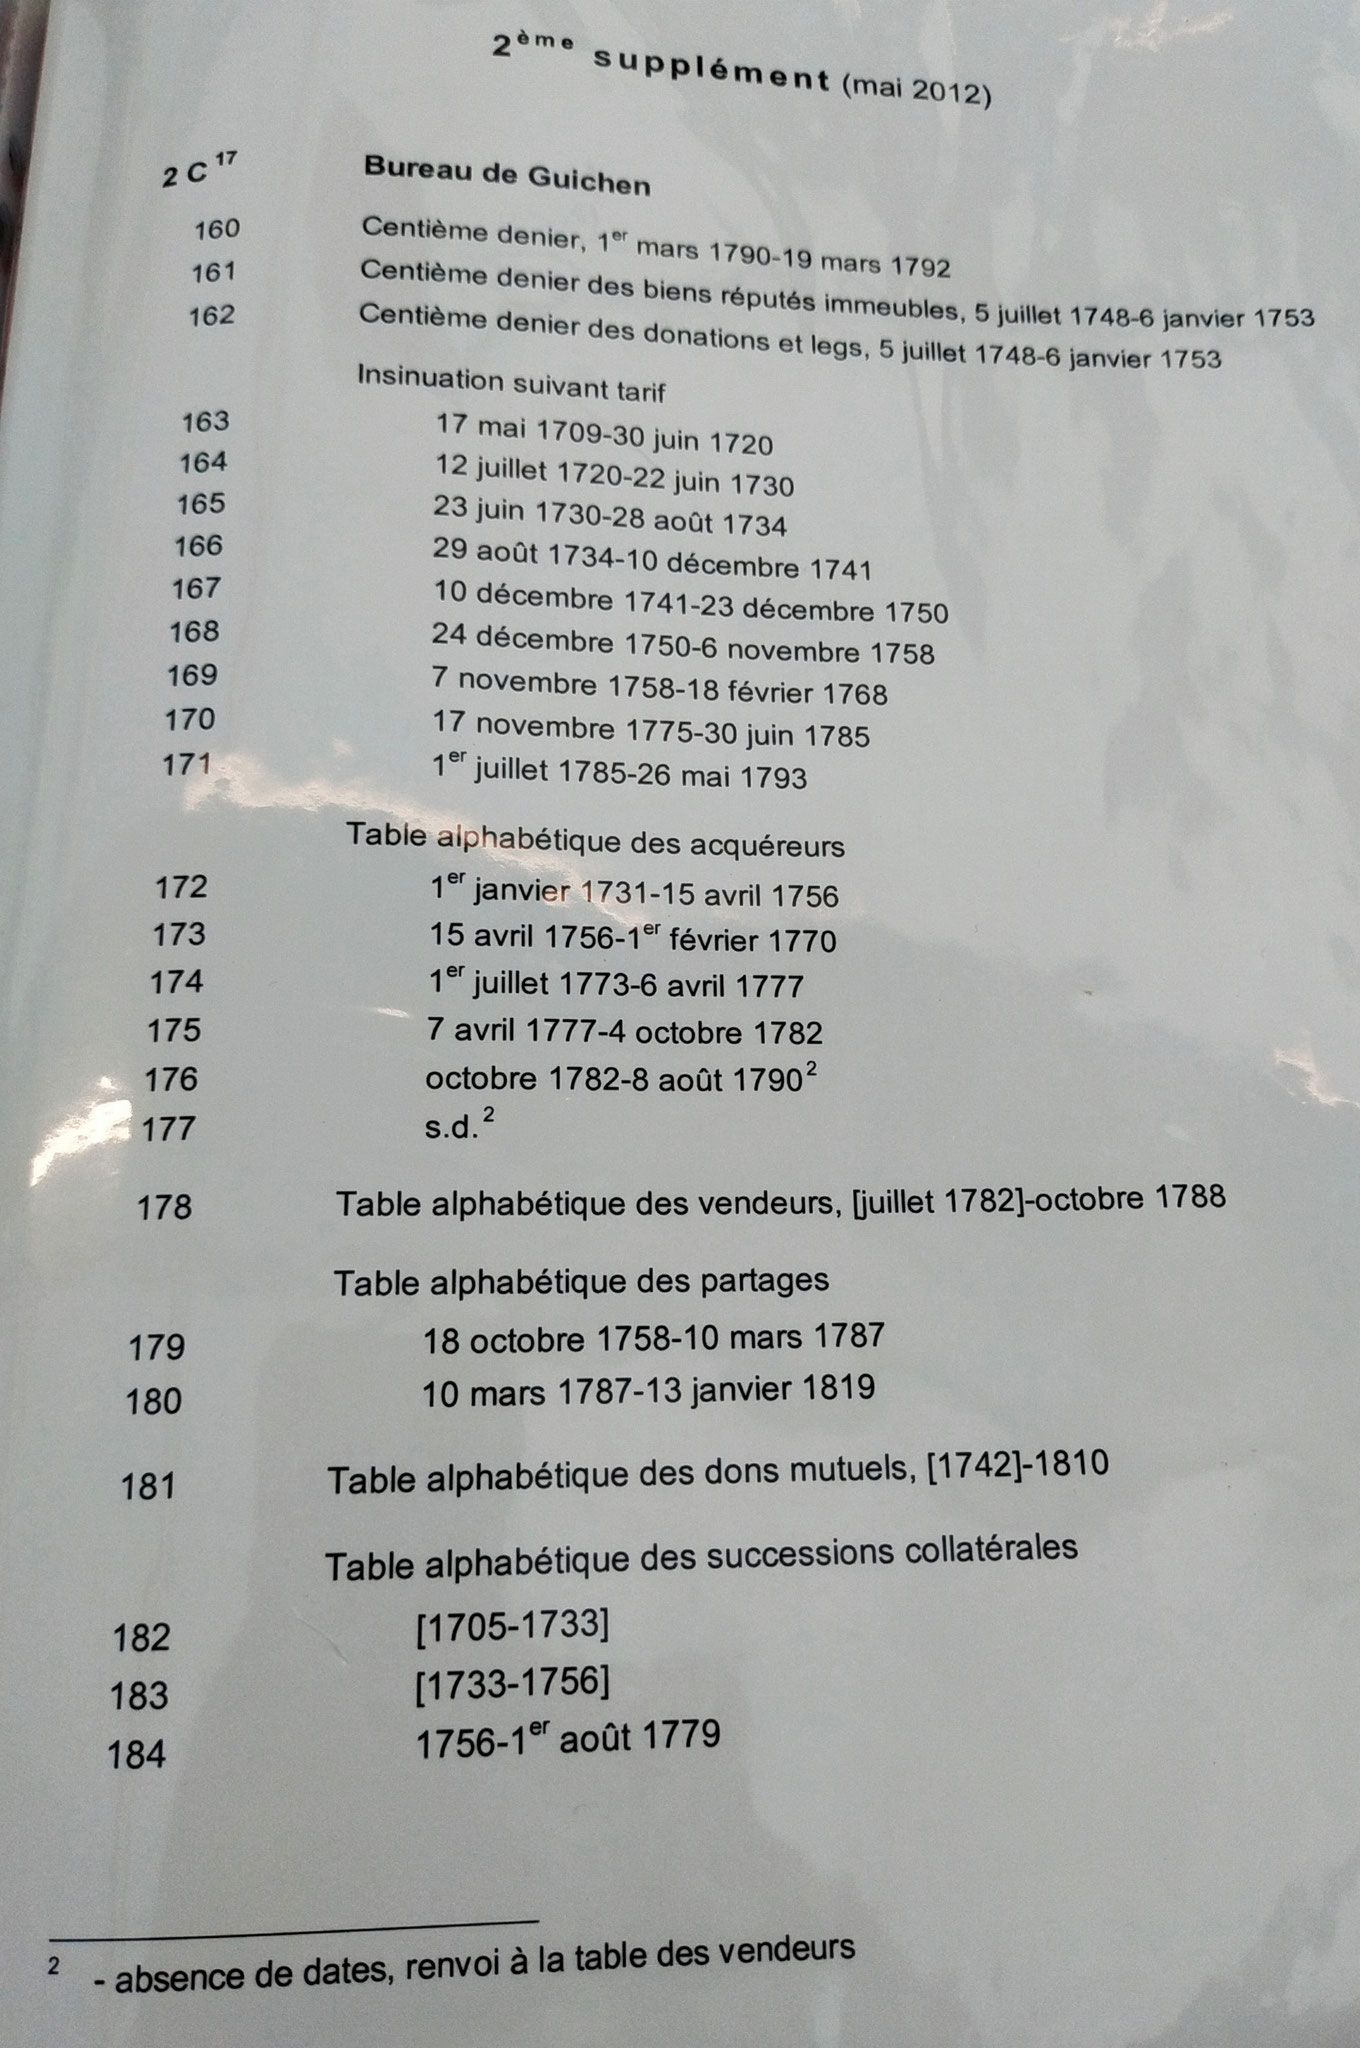 2ème supplément (mai 2012)
2 C 17 Bureau de Guichen
160 Centième denier, 1er mars 1790-19 mars 1792
161 Centième denier des biens réputés immeubles, 5 juillet 1748-6 janvier 1753
162 Centième denier des donations et legs, 5 juillet 1748-6 janvier 1753
Insinuation suivant tarif
163 17 mai 1709-30 juin 1720
164 12 juillet 1720-22 juin 1730
165 23 juin 1730-28 août 1734
166 29 août 1734-10 décembre 1741
167 10 décembre 1741-23 décembre 1750
168 24 décembre 1750-6 novembre 1758
169 7 novembre 1758-18 février 1768
170 17 novembre 1775-30 juin 1785
171 1er juillet 1785-26 mai 1793
Table alphabétique des acquéreurs
172 1er janvier 1731-15 avril 1756
173 15 avril 1756-1er février 1770
174 1er juillet 1773-6 avril 1777
175 7 avril 1777-4 octobre 1782
176 octobre 1782-8 août 1790²
177 s.d.²
178 Table alphabétique des vendeurs, [juillet 1782]-octobre 1788
Table alphabétique des partages
179 18 octobre 1758-10 mars 1787
180 10 mars 1787-13 janvier 1819
181 Table alphabétique des dons mutuels, [1742]-1810
Table alphabétique des successions collatérales
182 [1705-1733]
183 [1733-1756]
184 1756-1er août 1779
² - absence de dates, renvoi à la table des vendeurs